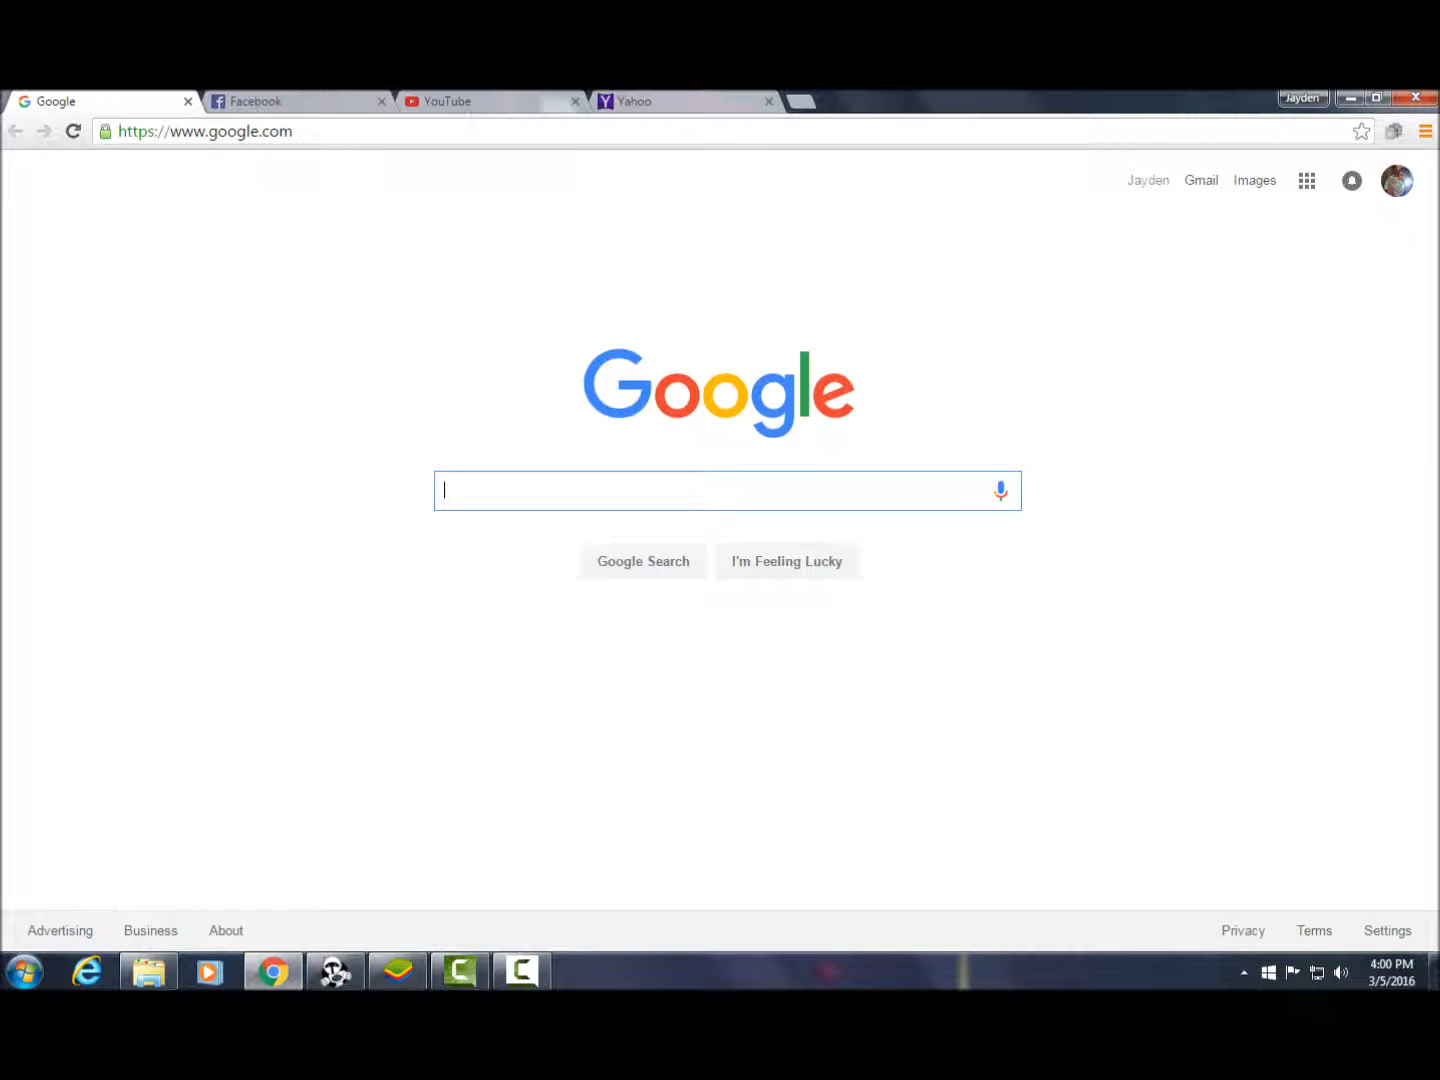 Google
Facebook
YouTube
Yahoo
Jayden
https://www.google.com
Jayden
Gmail
Images
Google
Google Search
I'm Feeling Lucky
Advertising
Business
About
Privacy
Terms
Settings
4:00 PM
3/5/2016